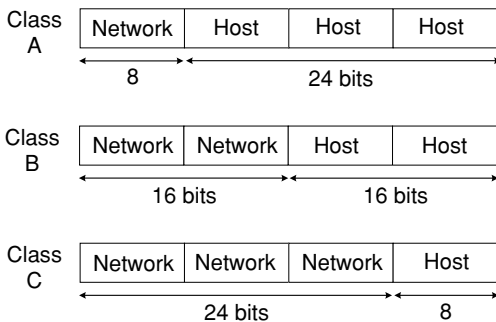 Class
A
Network Host Host Host
8 24 bits
Class
B
Network Network Host Host
16 bits 16 bits
Class
C
Network Network Network Host
24 bits 8